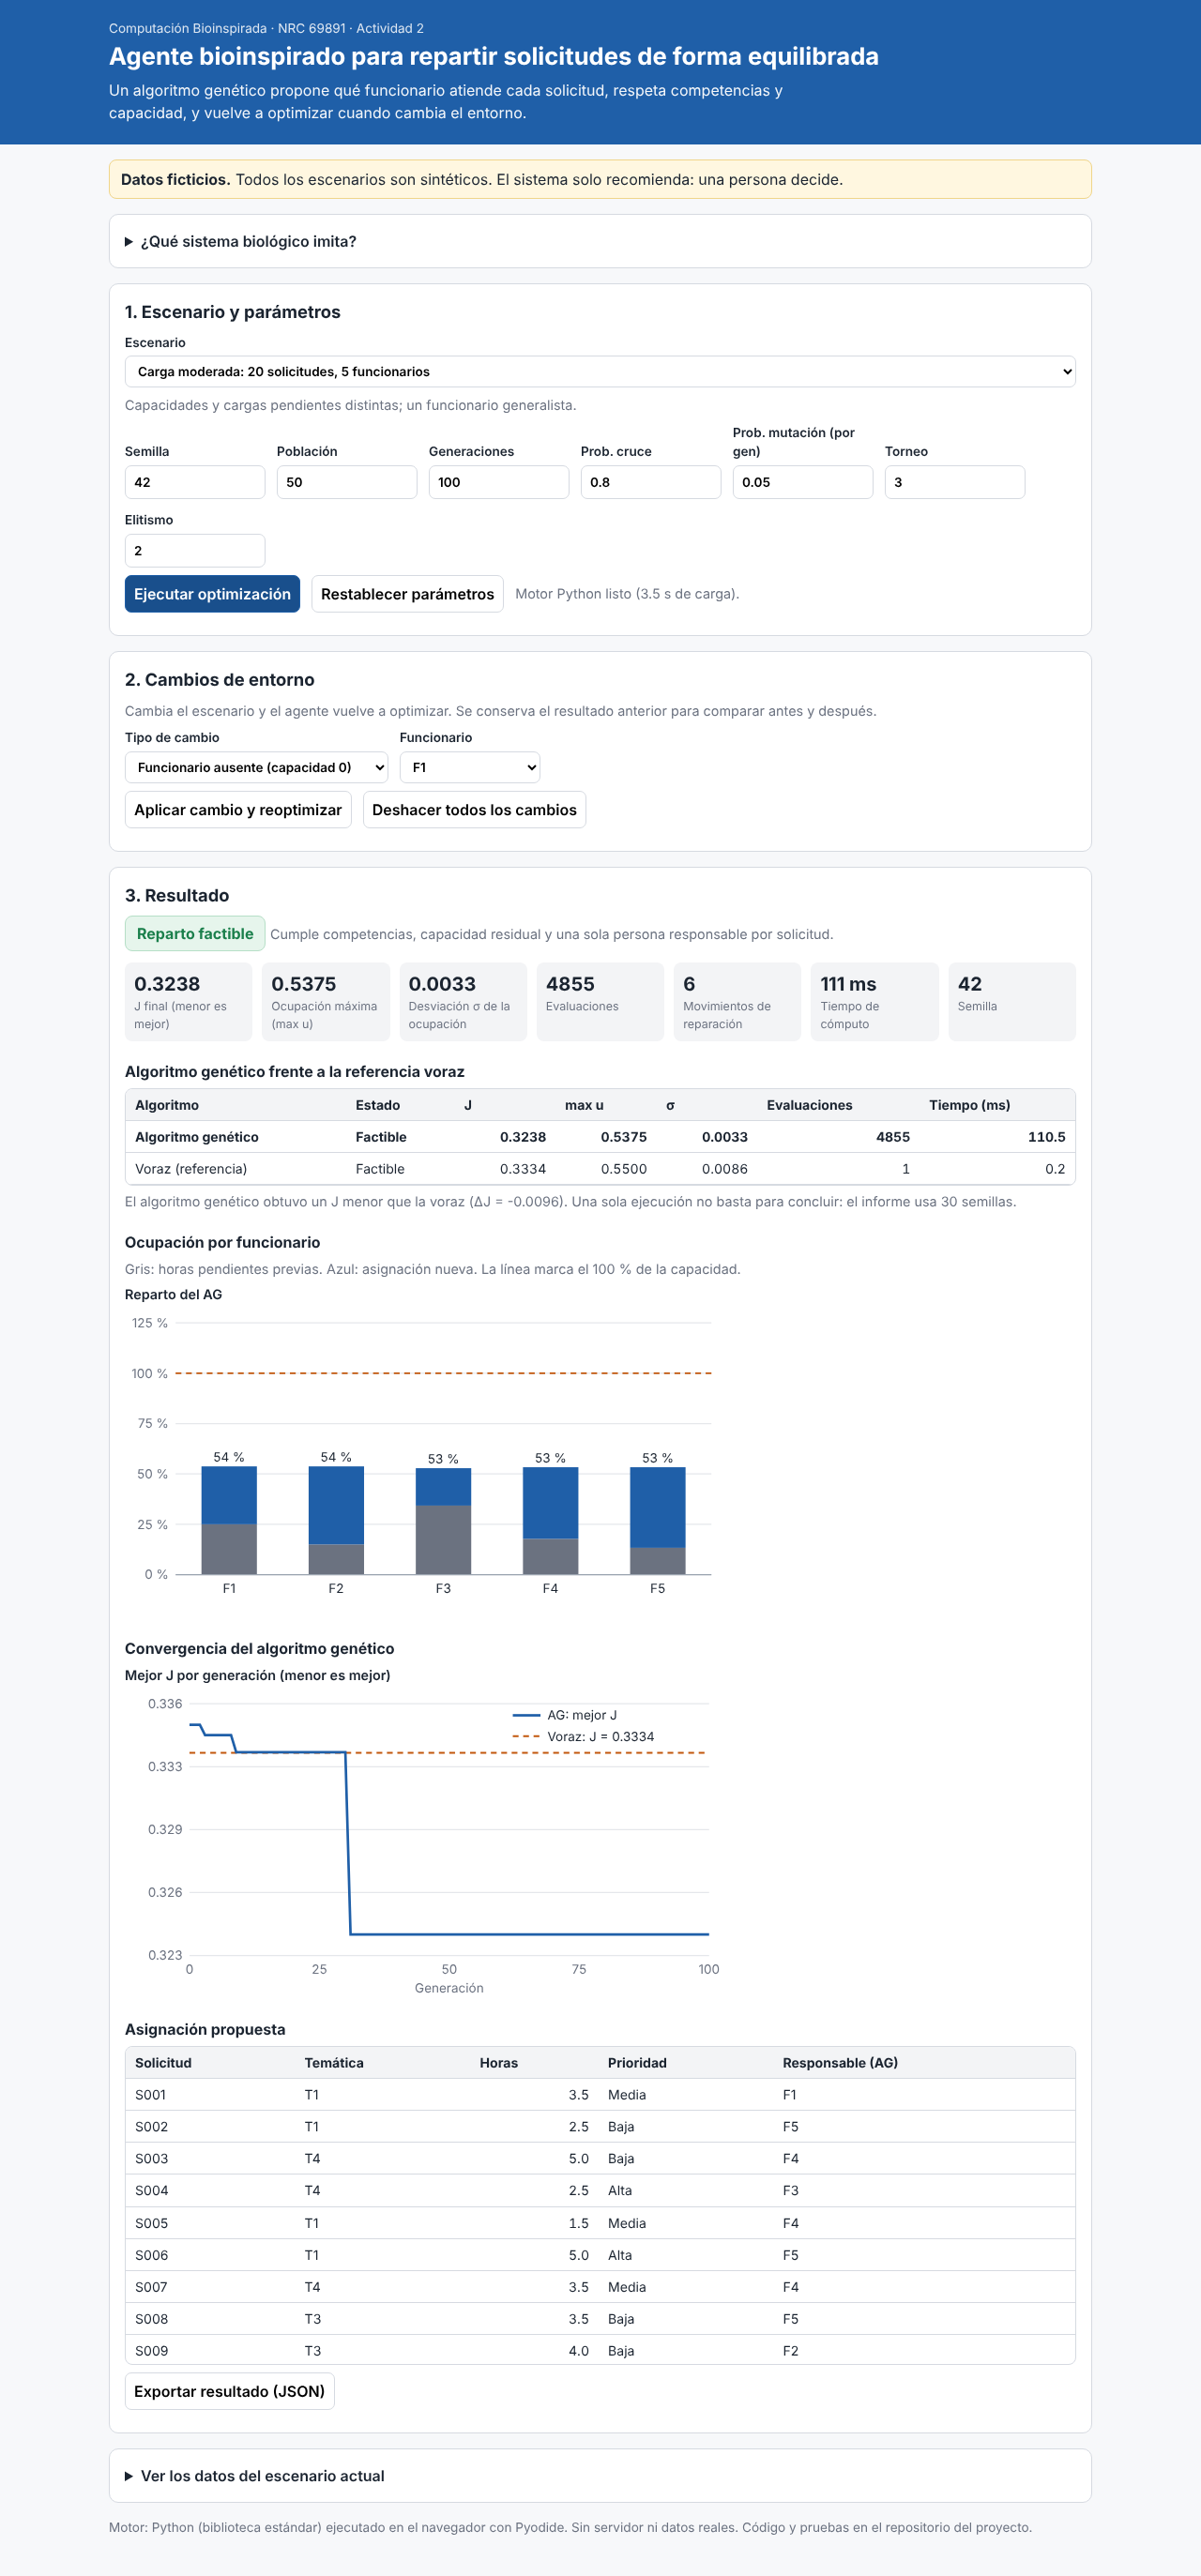 Computación Bioinspirada · NRC 69891 · Actividad 2
Agente bioinspirado para repartir solicitudes de forma equilibrada
Un algoritmo genético propone qué funcionario atiende cada solicitud, respeta competencias y
capacidad, y vuelve a optimizar cuando cambia el entorno.
Datos ficticios. Todos los escenarios son sintéticos. El sistema solo recomienda: una persona decide.
¿Qué sistema biológico imita?
1. Escenario y parámetros
Escenario
Carga moderada: 20 solicitudes, 5 funcionarios
Capacidades y cargas pendientes distintas; un funcionario generalista.
Semilla Población Generaciones Prob. cruce Prob. mutación (por gen) Torneo
42 50 100 0.8 0.05 3
Elitismo
2
Ejecutar optimización Restablecer parámetros Motor Python listo (3.5 s de carga).
2. Cambios de entorno
Cambia el escenario y el agente vuelve a optimizar. Se conserva el resultado anterior para comparar antes y después.
Tipo de cambio Funcionario
Funcionario ausente (capacidad 0) F1
Aplicar cambio y reoptimizar Deshacer todos los cambios
3. Resultado
Reparto factible Cumple competencias, capacidad residual y una sola persona responsable por solicitud.
0.3238 0.5375 0.0033 4855 6 111 ms 42
J final (menor es mejor) Ocupación máxima (max u) Desviación σ de la ocupación Evaluaciones Movimientos de reparación Tiempo de cómputo Semilla
Algoritmo genético frente a la referencia voraz
Algoritmo Estado J max u σ Evaluaciones Tiempo (ms)
Algoritmo genético Factible 0.3238 0.5375 0.0033 4855 110.5
Voraz (referencia) Factible 0.3334 0.5500 0.0086 1 0.2
El algoritmo genético obtuvo un J menor que la voraz (ΔJ = -0.0096). Una sola ejecución no basta para concluir: el informe usa 30 semillas.
Ocupación por funcionario
Gris: horas pendientes previas. Azul: asignación nueva. La línea marca el 100 % de la capacidad.
Reparto del AG
125 %
100 %
75 %
54 % 54 % 53 % 53 % 53 %
50 %
25 %
0 %
F1 F2 F3 F4 F5
Convergencia del algoritmo genético
Mejor J por generación (menor es mejor)
0.336
AG: mejor J
Voraz: J = 0.3334
0.333
0.329
0.326
0.323
0 25 50 75 100
Generación
Asignación propuesta
Solicitud Temática Horas Prioridad Responsable (AG)
S001 T1 3.5 Media F1
S002 T1 2.5 Baja F5
S003 T4 5.0 Baja F4
S004 T4 2.5 Alta F3
S005 T1 1.5 Media F4
S006 T1 5.0 Alta F5
S007 T4 3.5 Media F4
S008 T3 3.5 Baja F5
S009 T3 4.0 Baja F2
Exportar resultado (JSON)
Ver los datos del escenario actual
Motor: Python (biblioteca estándar) ejecutado en el navegador con Pyodide. Sin servidor ni datos reales. Código y pruebas en el repositorio del proyecto.